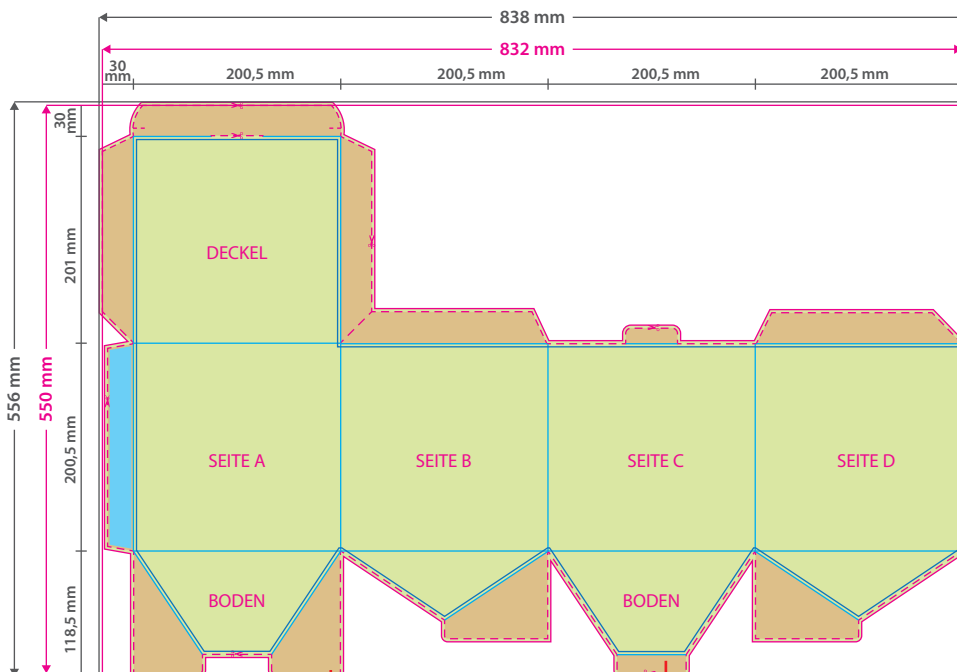 838 mm
832 mm
30
mm
200,5 mm
200,5 mm
200,5 mm
200,5 mm
556 mm
550 mm
30
mm
201 mm
200,5 mm
118,5 mm
DECKEL
SEITE A
SEITE B
SEITE C
SEITE D
BODEN
BODEN